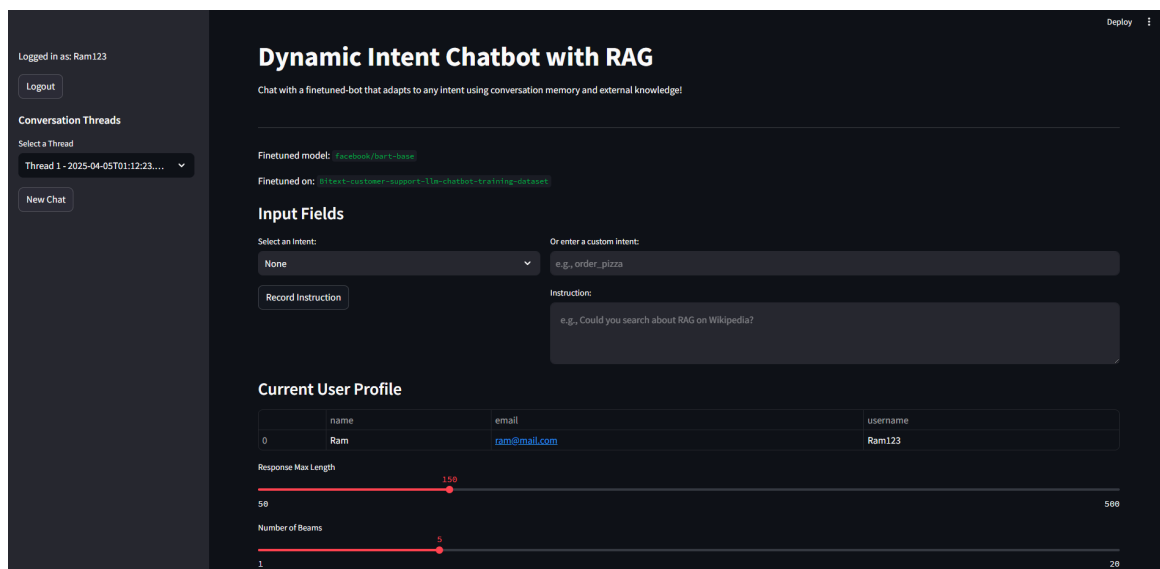 Deploy
Logged in as: Ram123
Logout
Conversation Threads
Select a Thread
Thread 1 - 2025-04-05T01:12:23....
New Chat
Dynamic Intent Chatbot with RAG
Chat with a finetuned-bot that adapts to any intent using conversation memory and external knowledge!
Finetuned model: facebook/bart-base
Finetuned on: Bitext-customer-support-llm-chatbot-training-dataset
Input Fields
Select an Intent:
None
Record Instruction
Or enter a custom intent:
e.g., order_pizza
Instruction:
e.g., Could you search about RAG on Wikipedia?
Current User Profile
name email username
0 Ram ram@mail.com Ram123
Response Max Length
150
50 500
Number of Beams
5
1 20